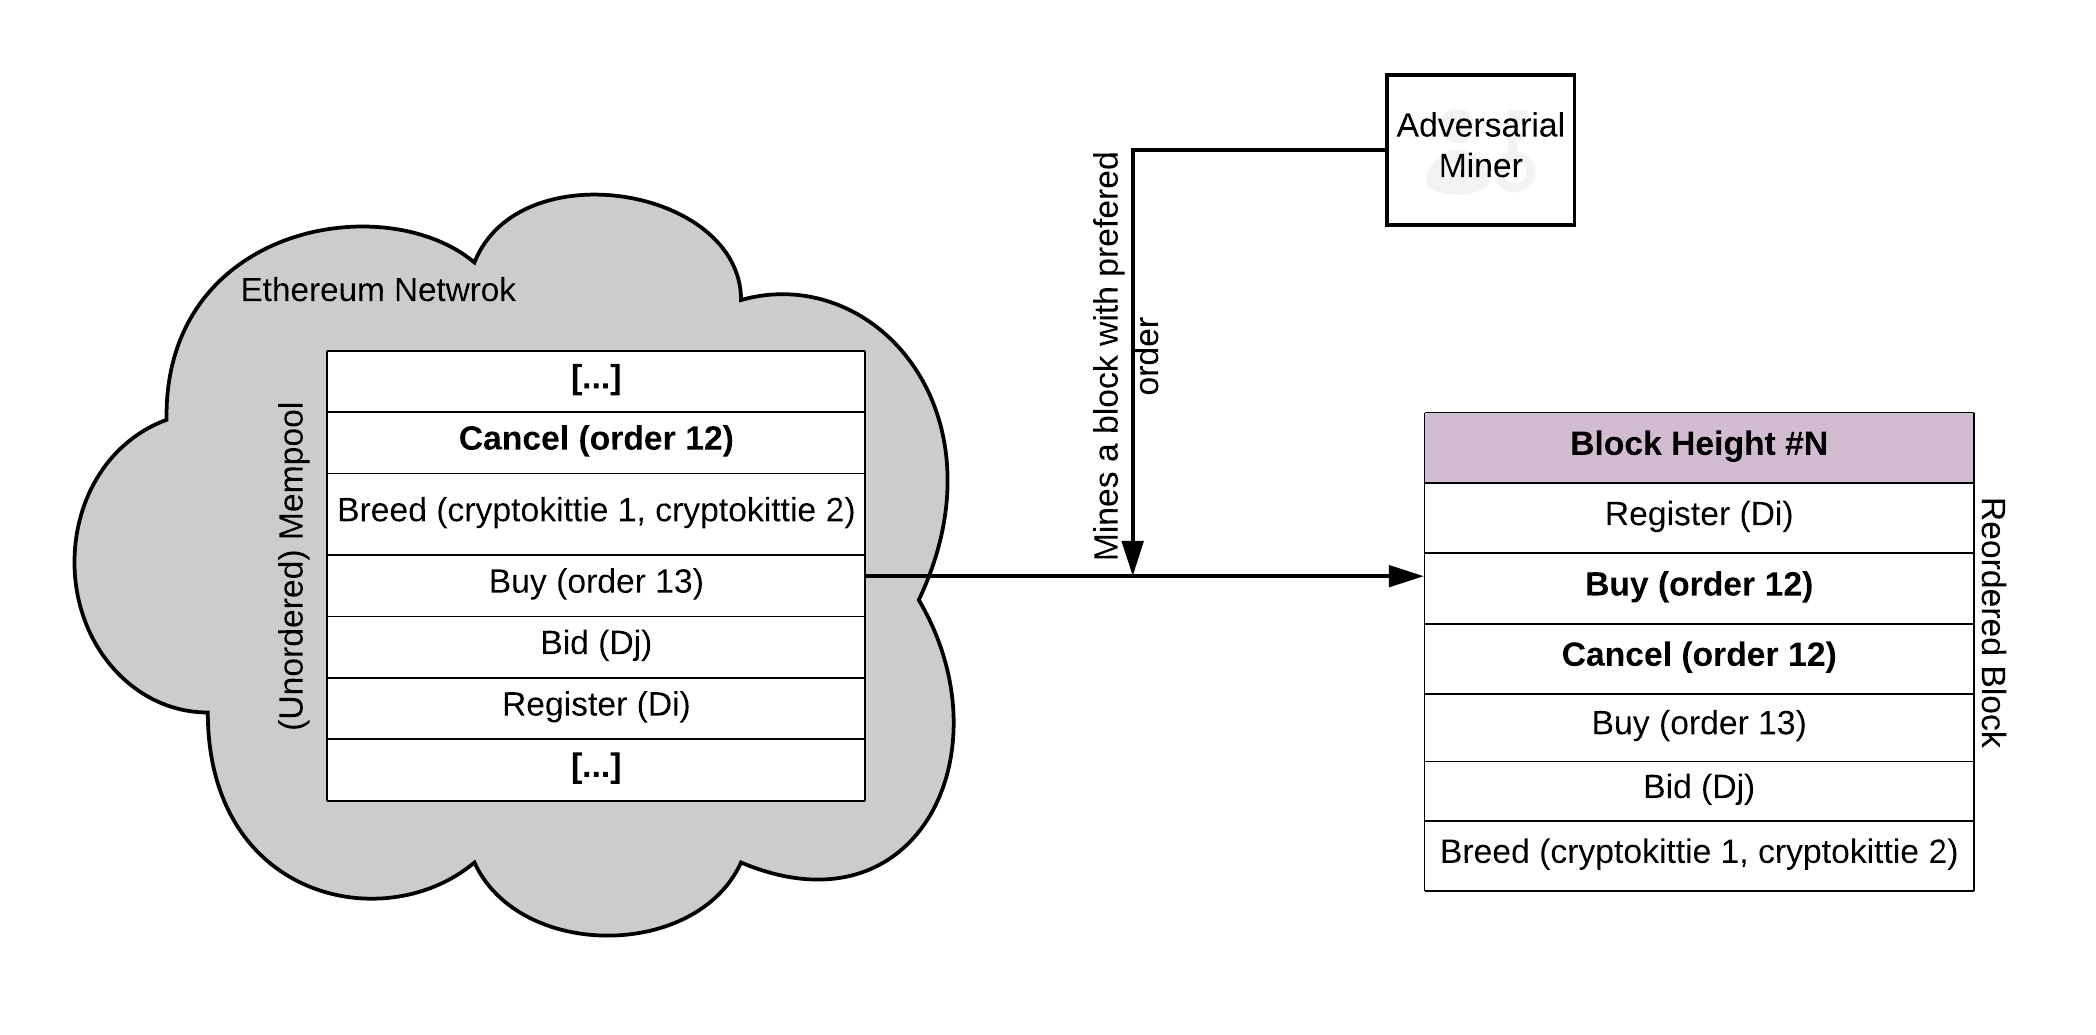 Adversarial
Miner
Mines a block with prefered
order
Ethereum Netwrok
(Unordered) Mempool
[...]
Cancel (order 12)
Breed (cryptokittie 1, cryptokittie 2)
Buy (order 13)
Bid (Dj)
Register (Di)
[...]
Block Height #N
Register (Di)
Buy (order 12)
Cancel (order 12)
Buy (order 13)
Bid (Dj)
Breed (cryptokittie 1, cryptokittie 2)
Reordered Block